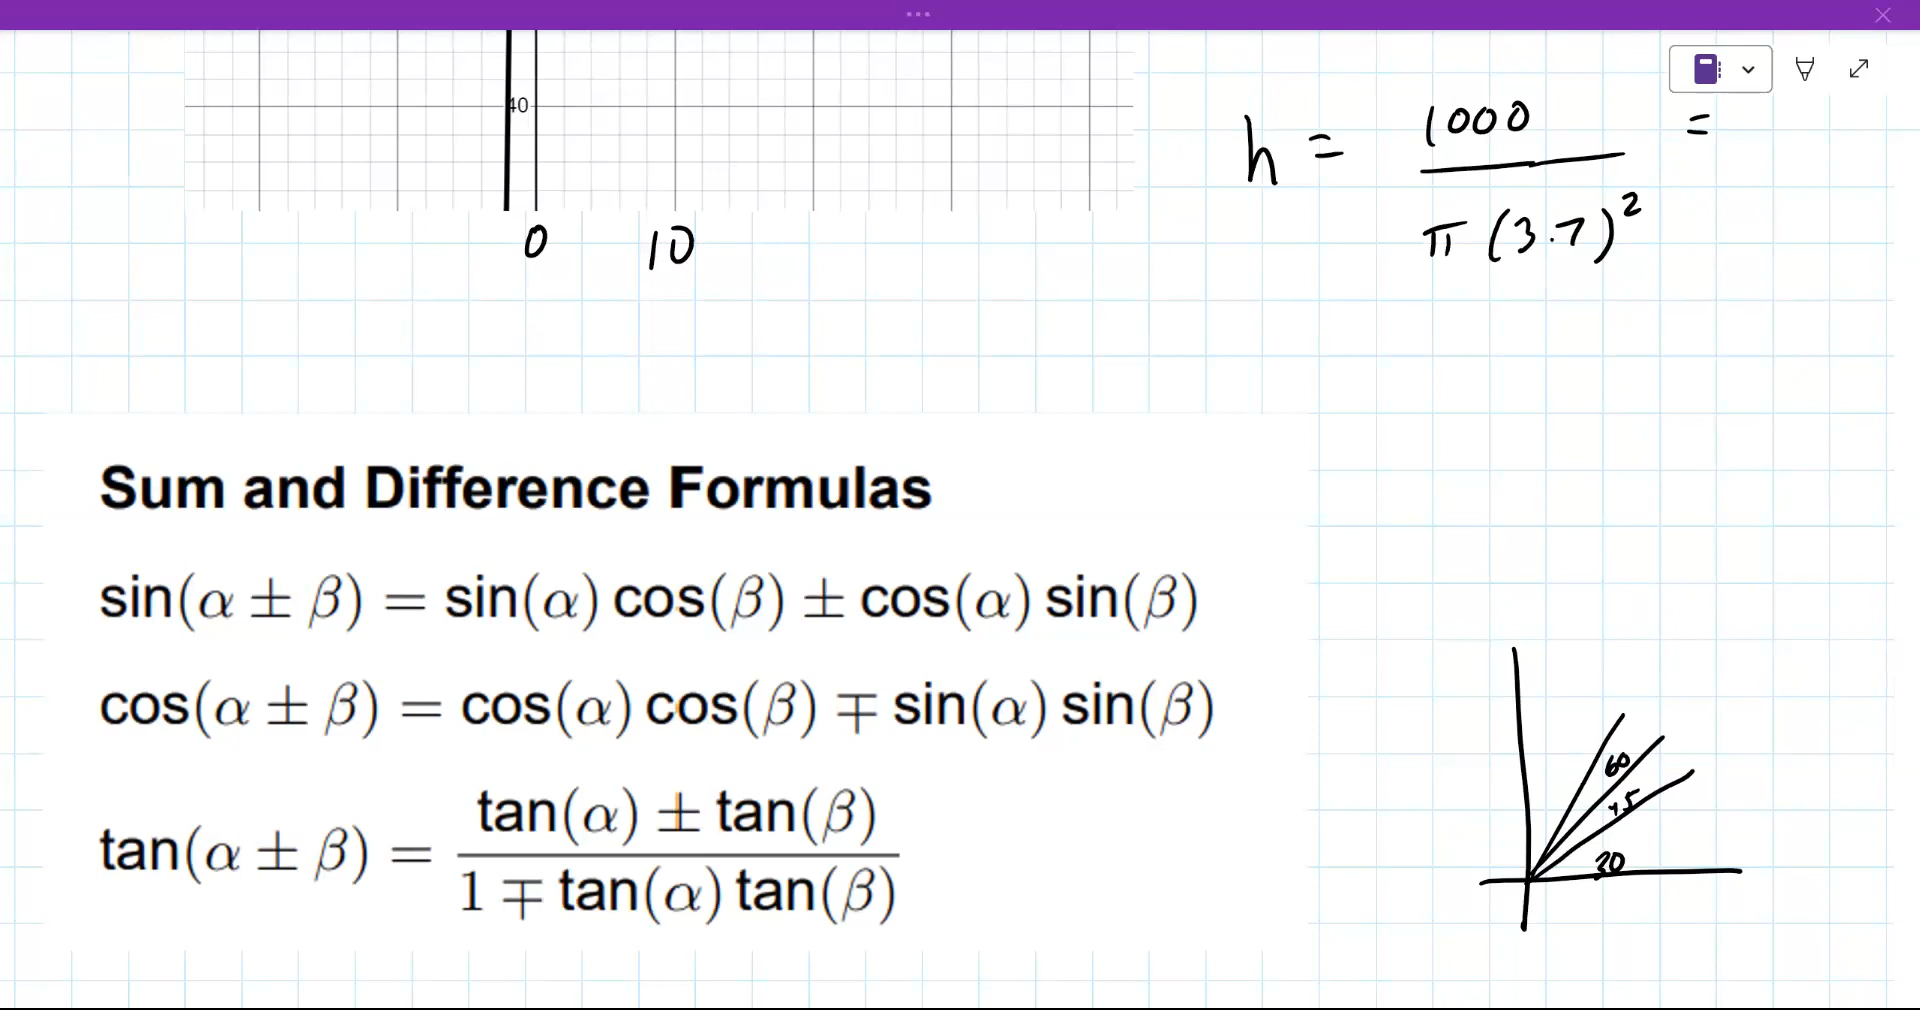 40
h = 1000 / π (3.7)² =
0 10
Sum and Difference Formulas
sin(α ± β) = sin(α) cos(β) ± cos(α) sin(β)
cos(α ± β) = cos(α) cos(β) ∓ sin(α) sin(β)
tan(α ± β) = tan(α) ± tan(β) / 1 ∓ tan(α) tan(β)
60
45
30